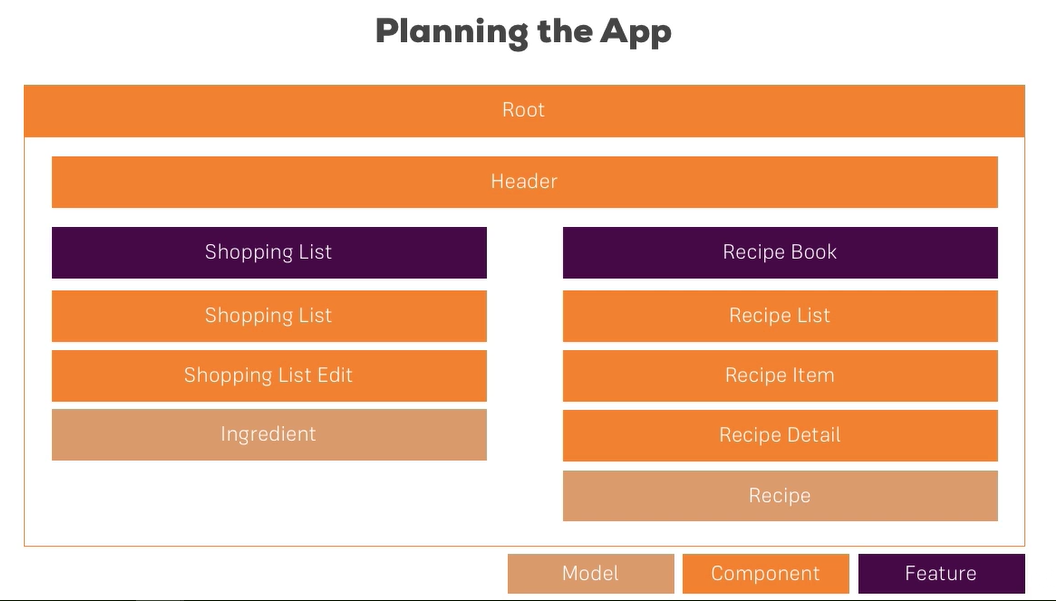 Planning the App
Root
Header
Shopping List
Recipe Book
Shopping List
Recipe List
Shopping List Edit
Recipe Item
Ingredient
Recipe Detail
Recipe
Model
Component
Feature